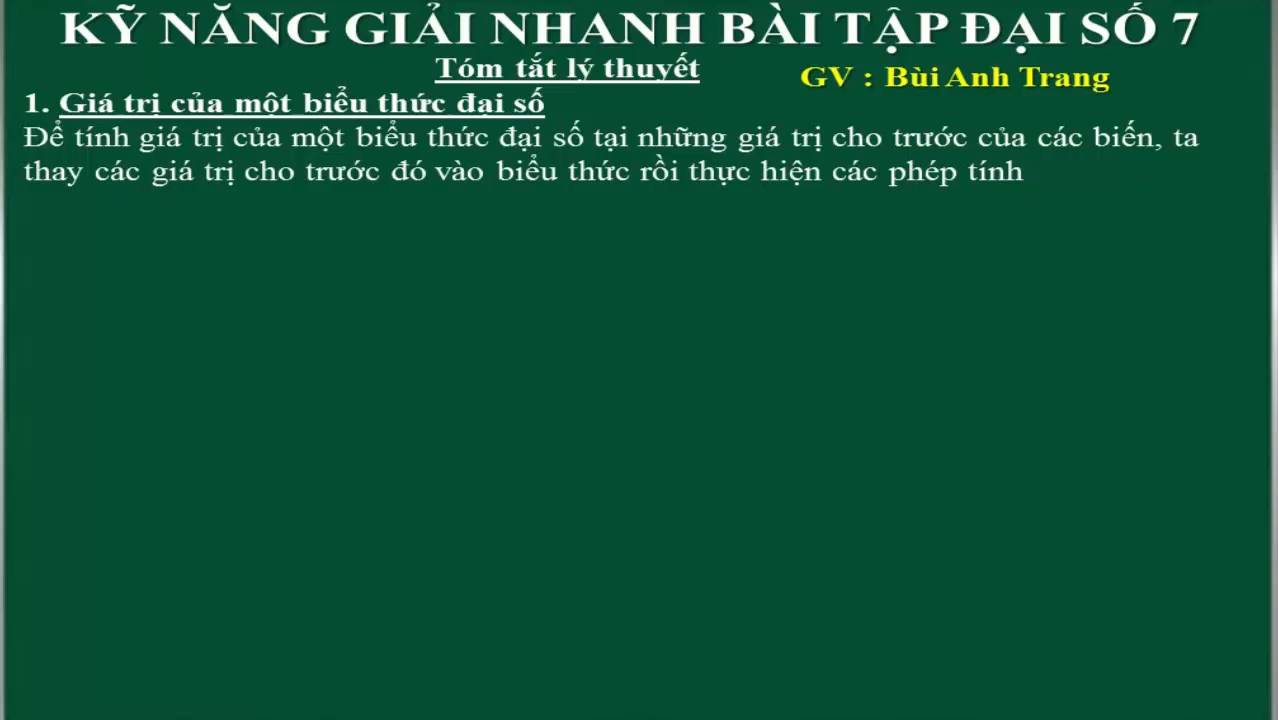 KỸ NĂNG GIẢI NHANH BÀI TẬP ĐẠI SỐ 7
Tóm tắt lý thuyết
GV : Bùi Anh Trang
1. Giá trị của một biểu thức đại số
Để tính giá trị của một biểu thức đại số tại những giá trị cho trước của các biến, ta
thay các giá trị cho trước đó vào biểu thức rồi thực hiện các phép tính